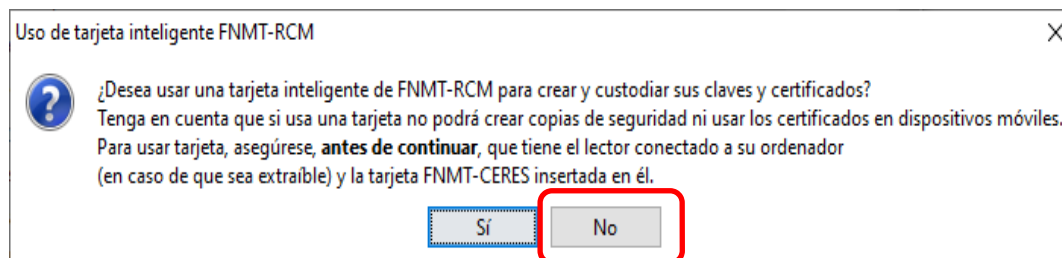 Uso de tarjeta inteligente FNMT-RCM
¿Desea usar una tarjeta inteligente de FNMT-RCM para crear y custodiar sus claves y certificados?
Tenga en cuenta que si usa una tarjeta no podrá crear copias de seguridad ni usar los certificados en dispositivos móviles.
Para usar tarjeta, asegúrese, antes de continuar, que tiene el lector conectado a su ordenador
(en caso de que sea extraíble) y la tarjeta FNMT-CERES insertada en él.
Sí No